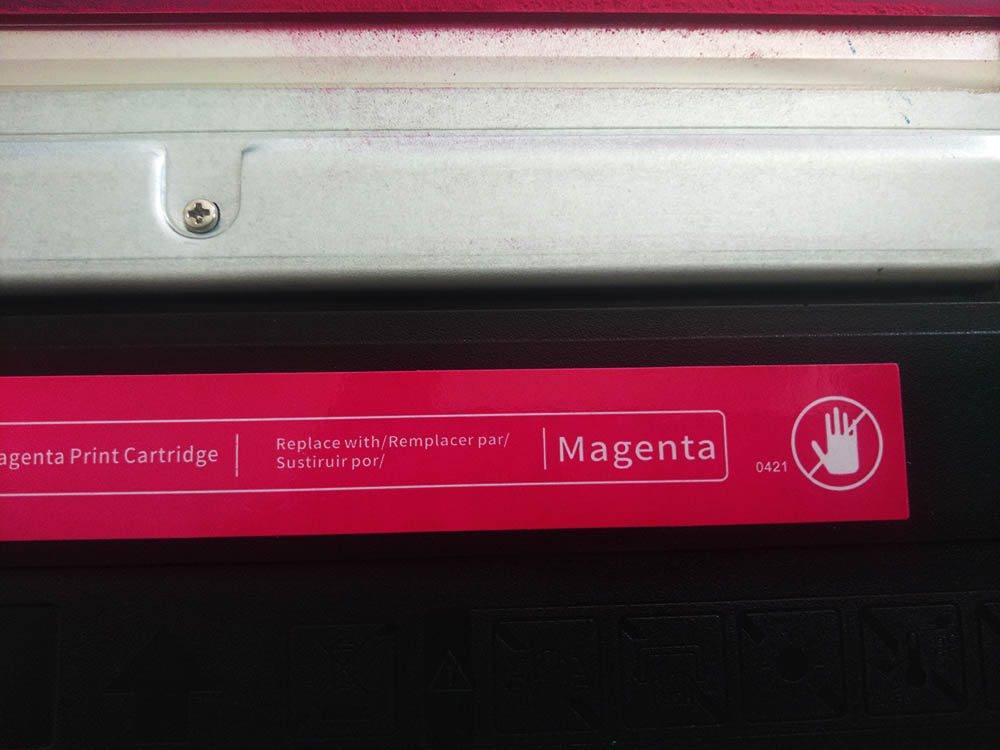 agenta Print Cartridge
Replace with/Remplacer par/
Sustiruir por/
Magenta
0421